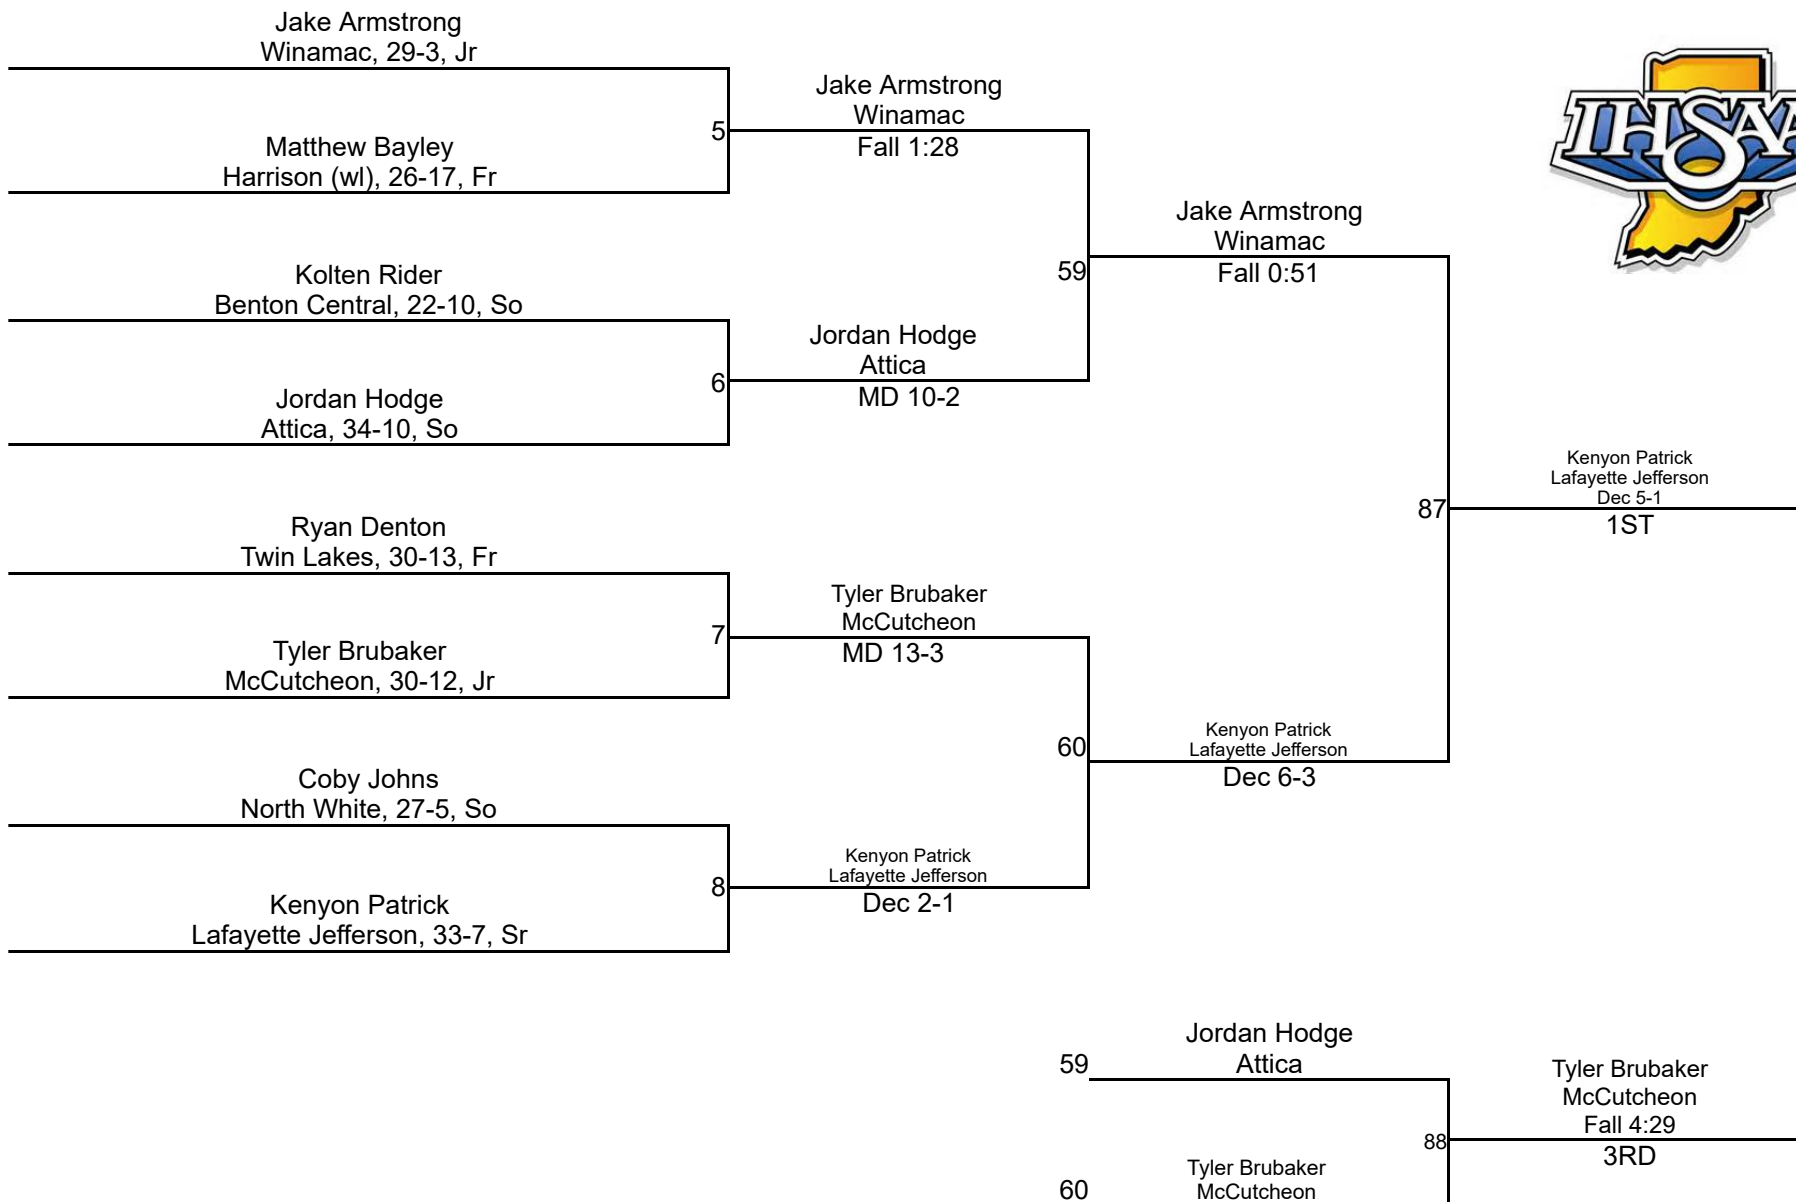 Jake Armstrong
Winamac, 29-3, Jr
Matthew Bayley
Harrison (wl), 26-17, Fr
Kolten Rider
Benton Central, 22-10, So
Jordan Hodge
Attica, 34-10, So
Ryan Denton
Twin Lakes, 30-13, Fr
Tyler Brubaker
McCutcheon, 30-12, Jr
Coby Johns
North White, 27-5, So
Kenyon Patrick
Lafayette Jefferson, 33-7, Sr
5
Jake Armstrong
Winamac
Fall 1:28
6
Jordan Hodge
Attica
MD 10-2
7
Tyler Brubaker
McCutcheon
MD 13-3
8
Kenyon Patrick
Lafayette Jefferson
Dec 2-1
59
Jake Armstrong
Winamac
Fall 0:51
60
Kenyon Patrick
Lafayette Jefferson
Dec 6-3
IHSAA
87
Kenyon Patrick
Lafayette Jefferson
Dec 5-1
1ST
59
Jordan Hodge
Attica
60
Tyler Brubaker
McCutcheon
88
Tyler Brubaker
McCutcheon
Fall 4:29
3RD